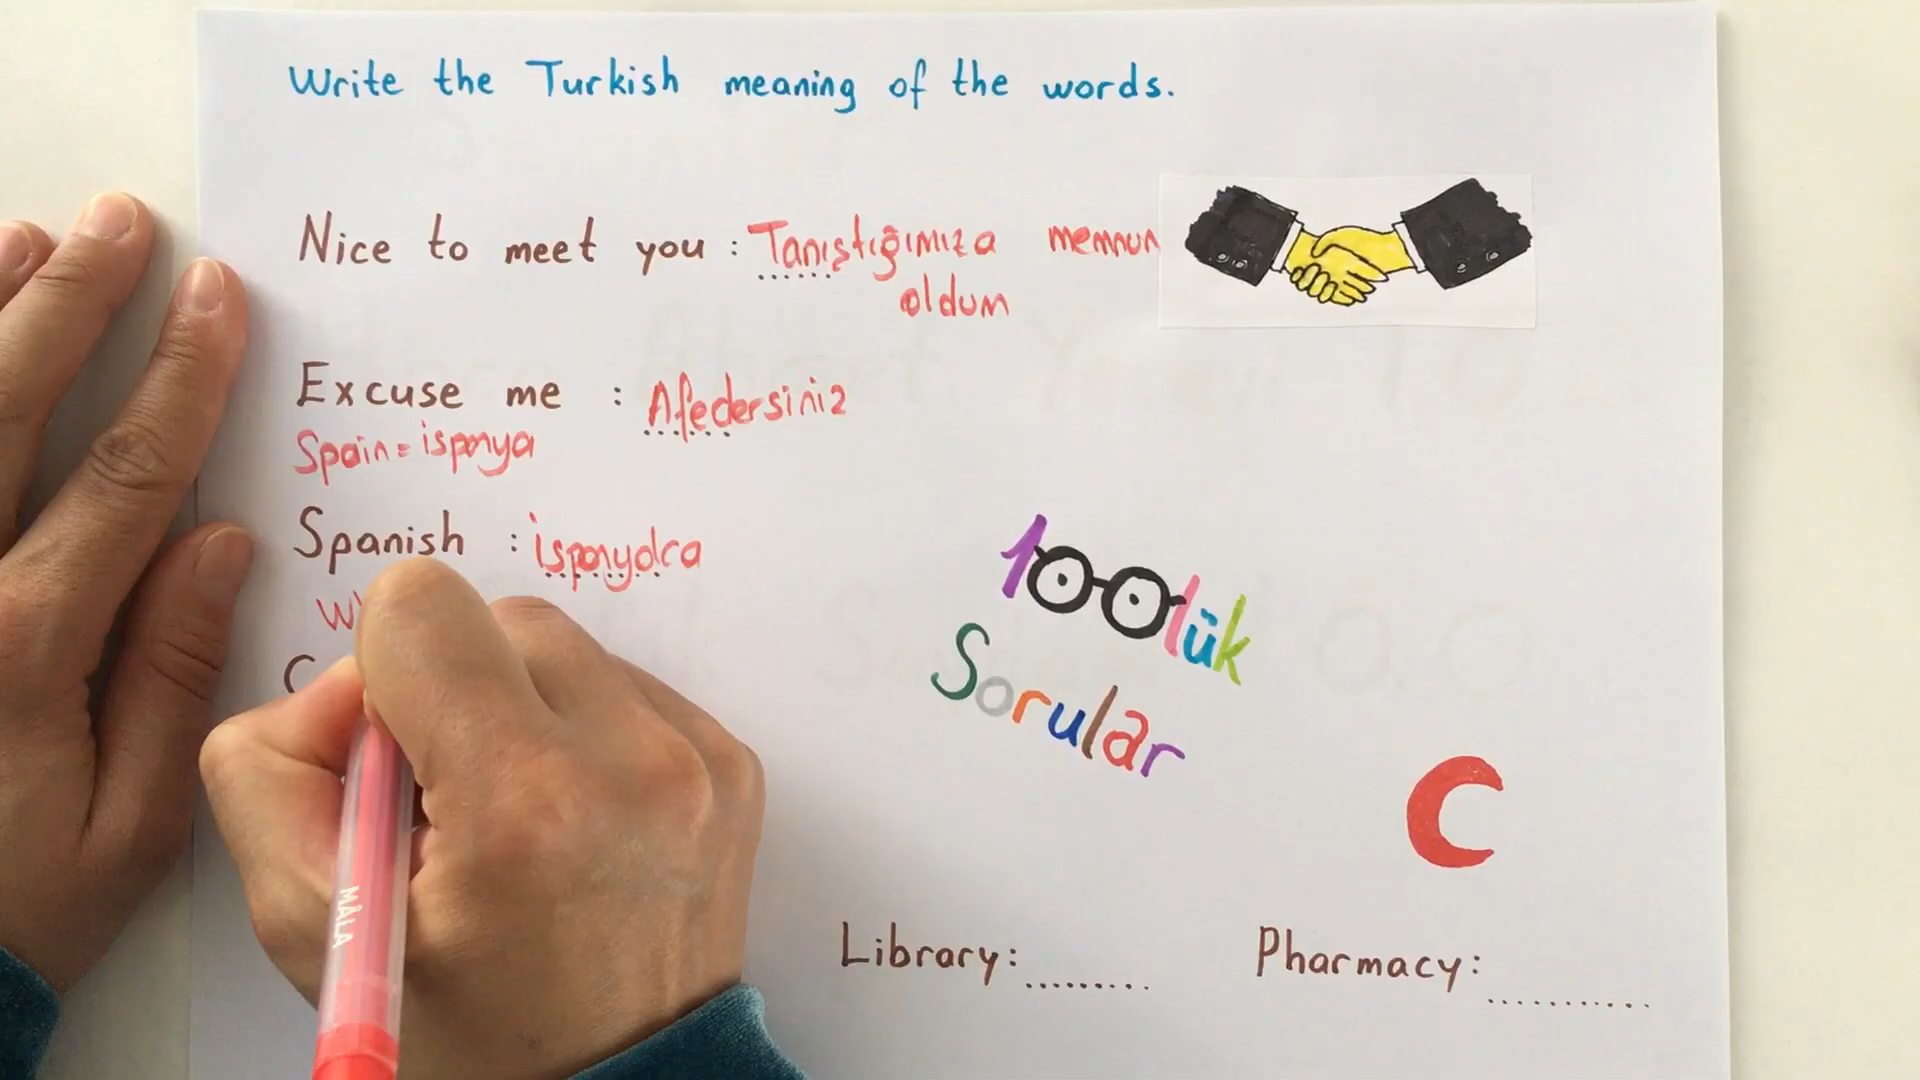 Write the Turkish meaning of the words.
Nice to meet you : Tanıştığımıza memnun
oldum
Excuse me : Afedersiniz
Spain = ispanya
Spanish : ispanyolca
100lük
Sorular
Library: .........
Pharmacy: ...........
MÅLA